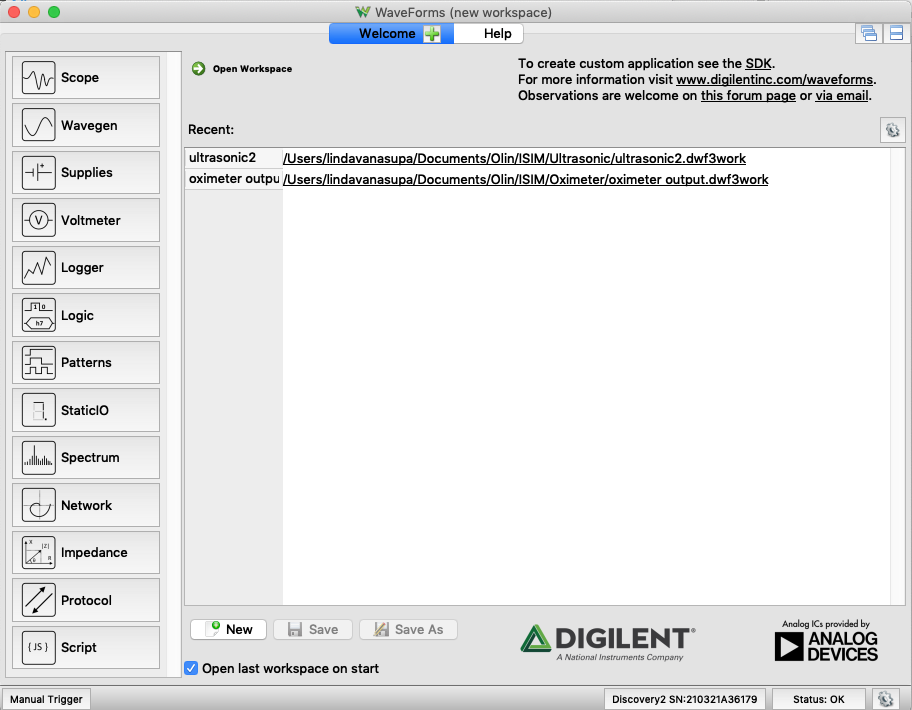 WaveForms (new workspace)
Welcome
Help
Scope
Wavegen
Supplies
Voltmeter
Logger
Logic
Patterns
StaticIO
Spectrum
Network
Impedance
Protocol
Script
Open Workspace
To create custom application see the SDK.
For more information visit www.digilentinc.com/waveforms.
Observations are welcome on this forum page or via email.
Recent:
ultrasonic2 /Users/lindavanasupa/Documents/Olin/ISIM/Ultrasonic/ultrasonic2.dwf3work
oximeter outpu /Users/lindavanasupa/Documents/Olin/ISIM/Oximeter/oximeter output.dwf3work
New
Save
Save As
Open last workspace on start
DIGILENT®
A National Instruments Company
Analog ICs provided by
ANALOG
DEVICES
Manual Trigger
Discovery2 SN:210321A36179
Status: OK